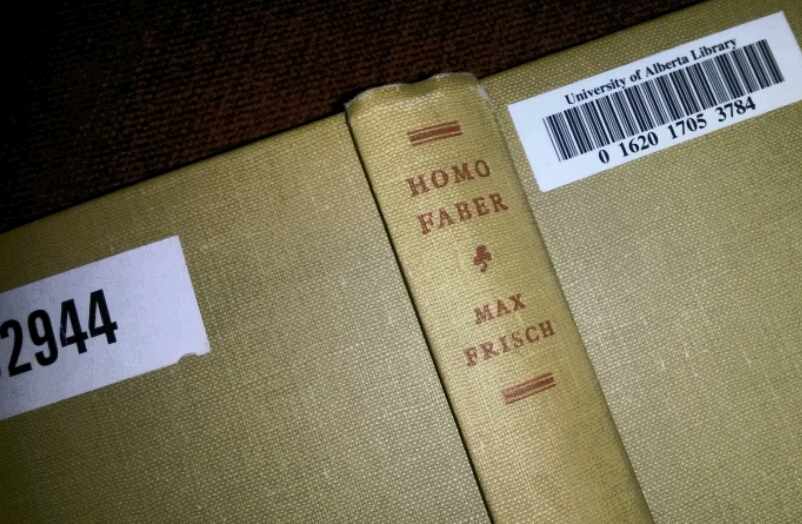 University of Alberta Library
0 1620 1705 3784
HOMO
FABER
MAX
FRISCH
2944